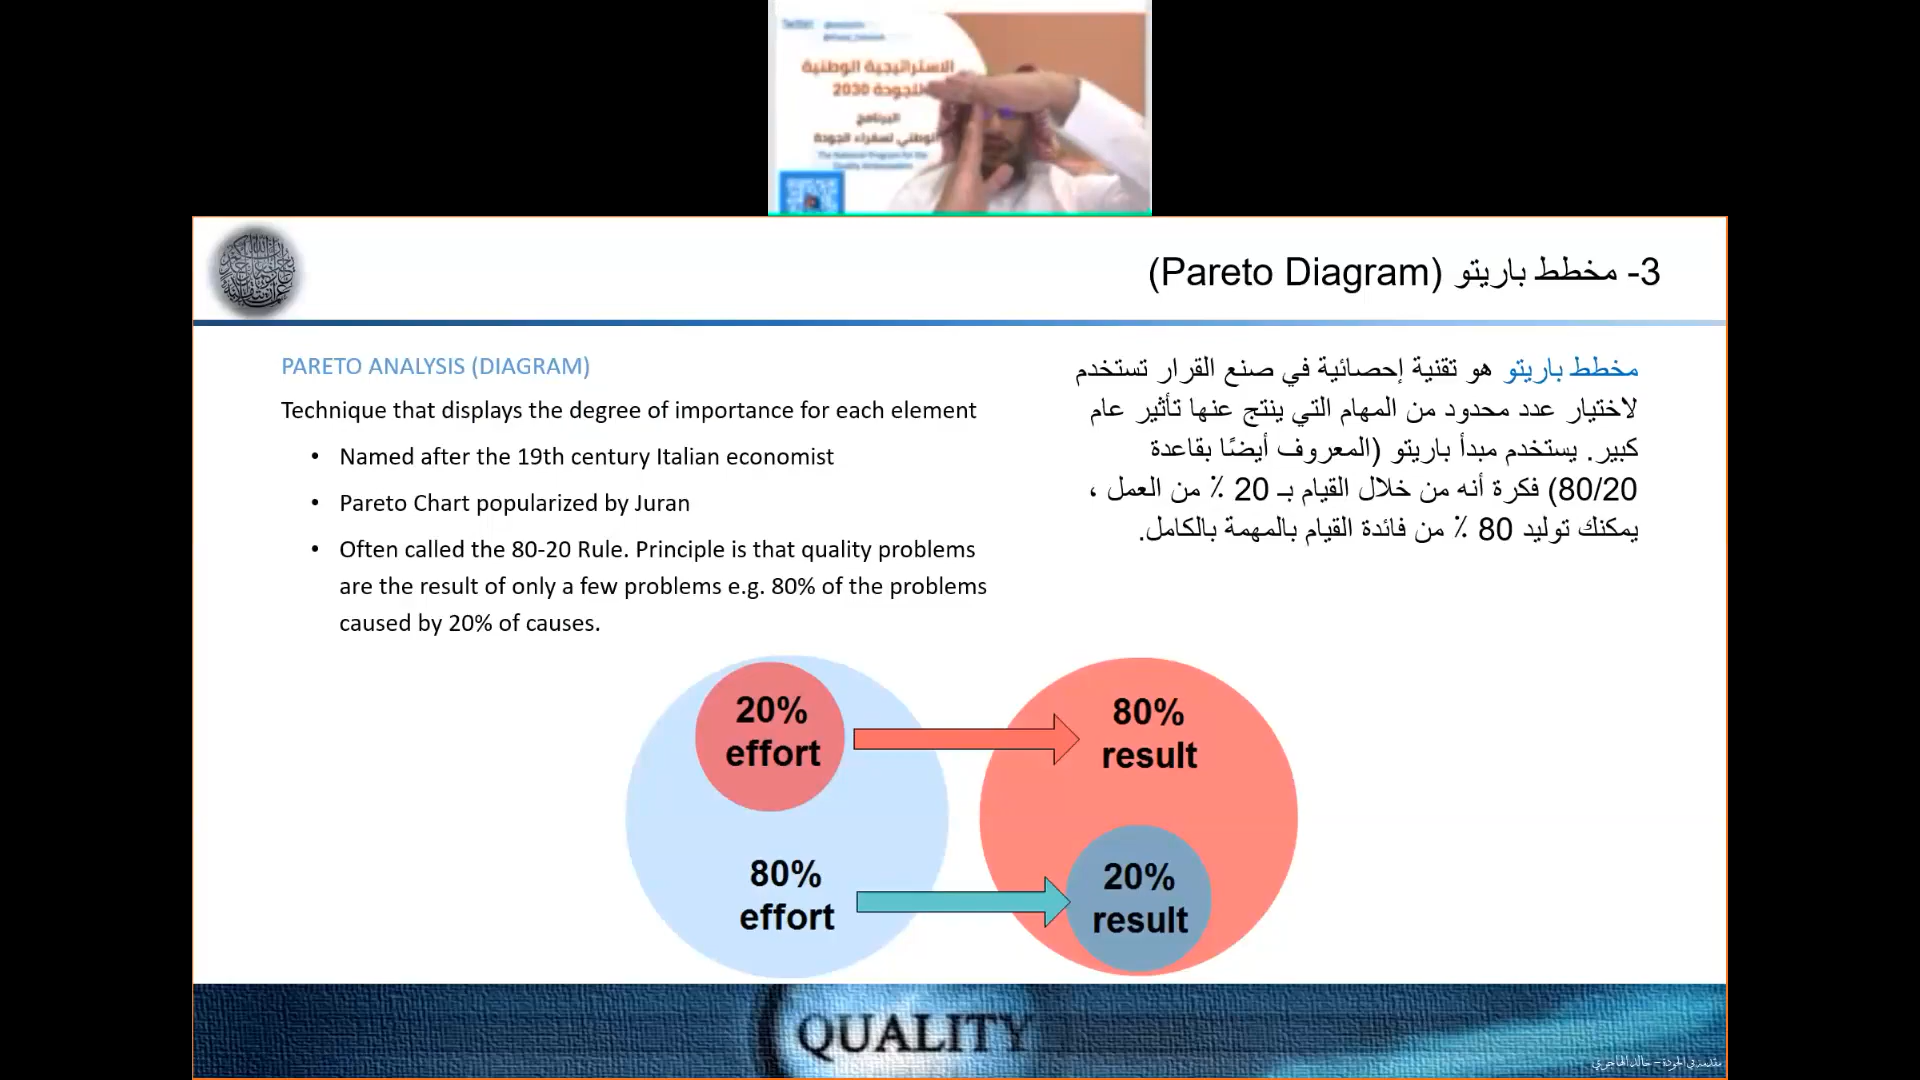 الاستراتيجية الوطنية
للجودة 2030
البرنامج
الوطني لسفراء الجودة
The National Program for the
Quality Ambassadors
3- مخطط باريتو (Pareto Diagram)
PARETO ANALYSIS (DIAGRAM)
Technique that displays the degree of importance for each element
• Named after the 19th century Italian economist
• Pareto Chart popularized by Juran
• Often called the 80-20 Rule. Principle is that quality problems
are the result of only a few problems e.g. 80% of the problems
caused by 20% of causes.
مخطط باريتو هو تقنية إحصائية في صنع القرار تستخدم
لاختيار عدد محدود من المهام التي ينتج عنها تأثير عام
كبير. يستخدم مبدأ باريتو (المعروف أيضًا بقاعدة
80/20) فكرة أنه من خلال القيام بـ 20 ٪ من العمل ،
يمكنك توليد 80 ٪ من فائدة القيام بالمهمة بالكامل.
20%
effort
80%
result
80%
effort
20%
result
QUALITY
مقدمة في الجودة - خالد الهاجري